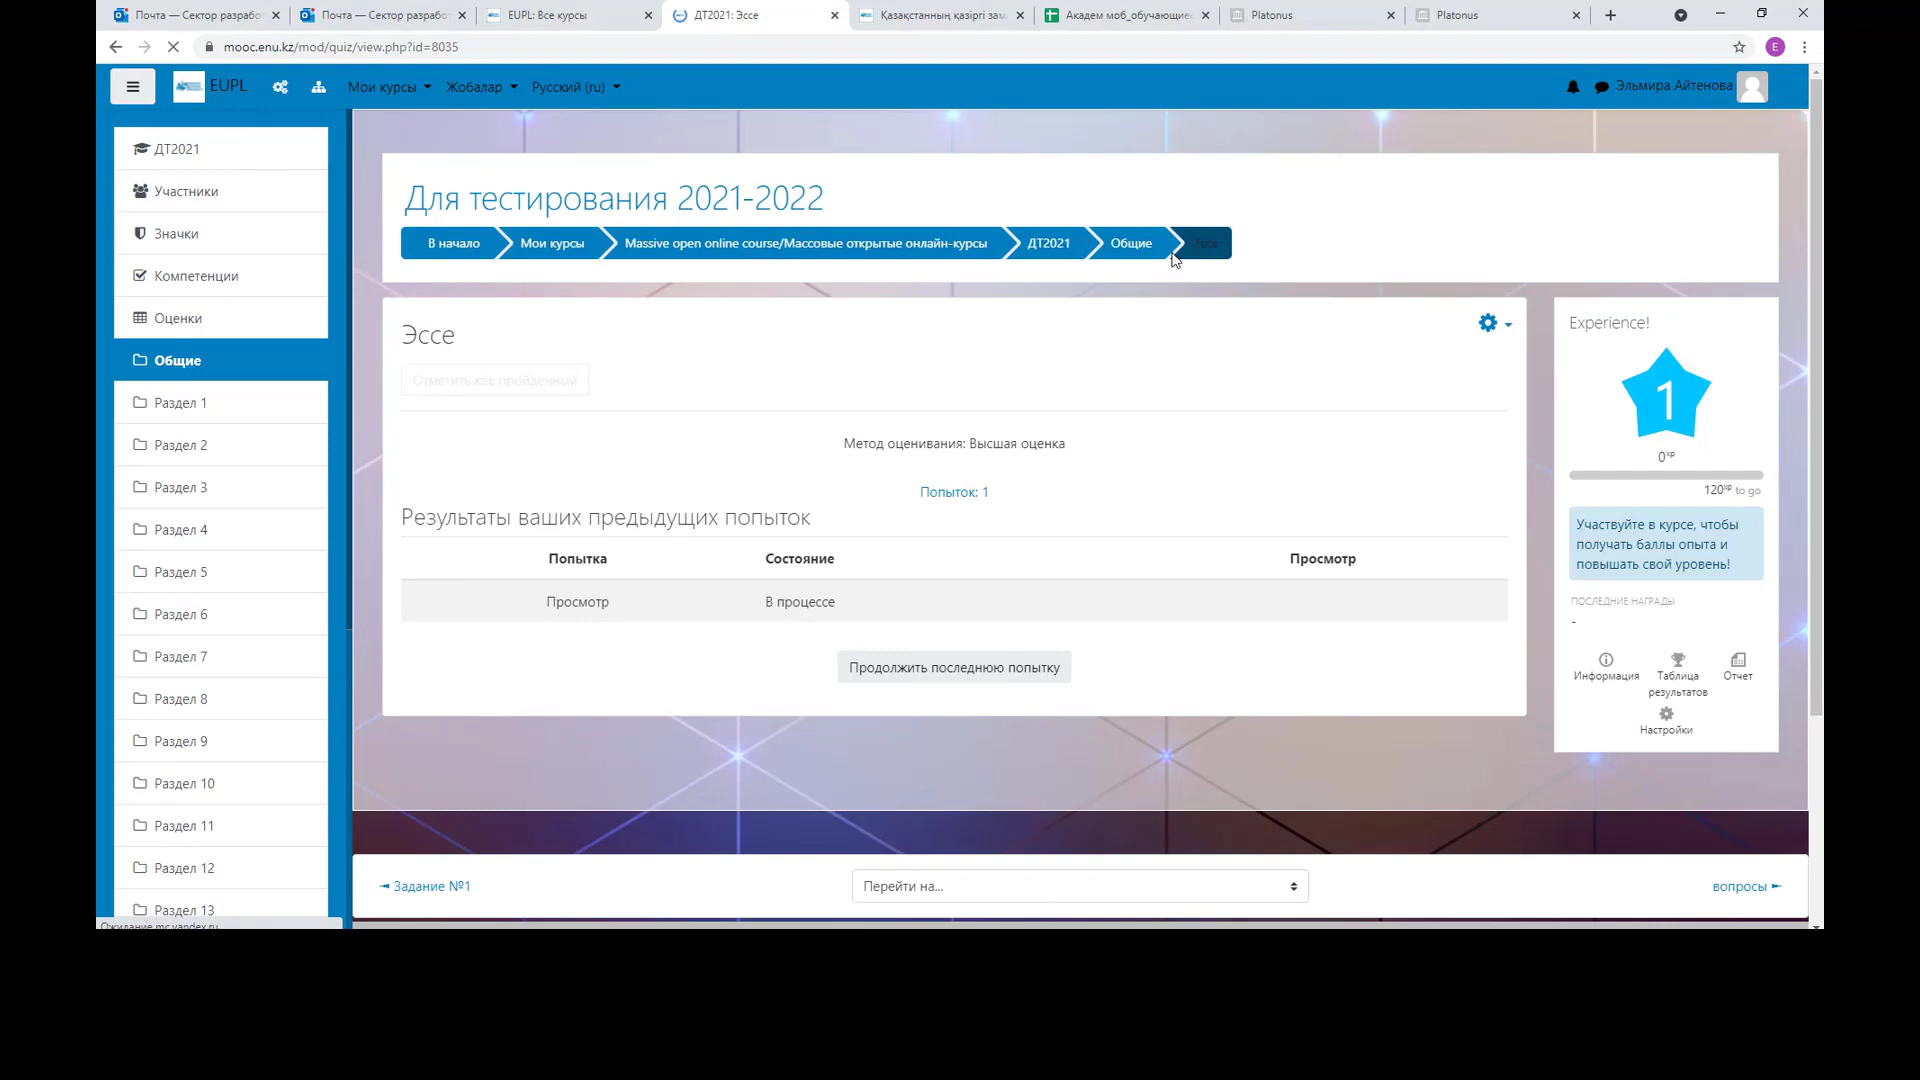 Почта — Сектор разработ
Почта — Сектор разрабо
EUPL: Все курсы
ДТ2021: Эссе
Қазақстанның қазіргі зам
Академ моб_обучающиес
Platonus
Platonus
mooc.enu.kz/mod/quiz/view.php?id=8035
E
EUPL
Мои курсы
Жобалар
Русский (ru)
Эльмира Айтенова
ДТ2021
Участники
Значки
Компетенции
Оценки
Общие
Раздел 1
Раздел 2
Раздел 3
Раздел 4
Раздел 5
Раздел 6
Раздел 7
Раздел 8
Раздел 9
Раздел 10
Раздел 11
Раздел 12
Раздел 13
Ожидание mc.yandex.ru...
Для тестирования 2021-2022
В начало
Мои курсы
Massive open online course/Массовые открытые онлайн-курсы
ДТ2021
Общие
Эссе
Эссе
Отметить как пройденный
Метод оценивания: Высшая оценка
Попыток: 1
Результаты ваших предыдущих попыток
Попытка Состояние Просмотр
Просмотр В процессе
Продолжить последнюю попытку
Experience!
1
0xp
120xp to go
Участвуйте в курсе, чтобы
получать баллы опыта и
повышать свой уровень!
ПОСЛЕДНИЕ НАГРАДЫ
-
Информация
Таблица
результатов
Отчет
Настройки
◄ Задание №1
Перейти на...
вопросы ►